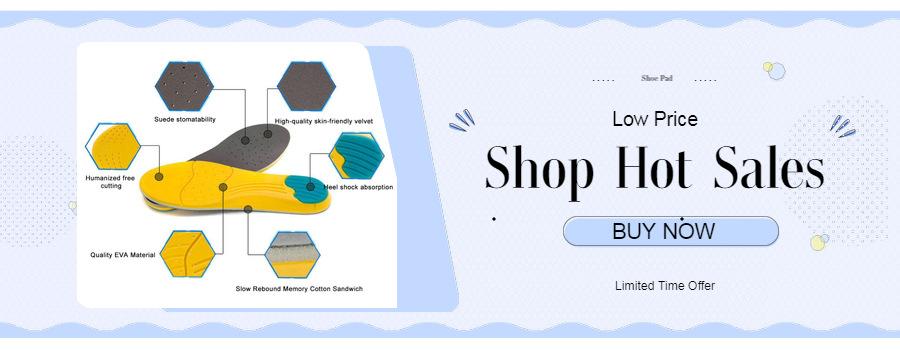 Suede stomatability
High-quality skin-friendly velvet
Humanized free
cutting
Heel shock absorption
Quality EVA Material
Slow Rebound Memory Cotton Sandwich
Shoe Pad
Low Price
Shop Hot Sales
BUY NOW
Limited Time Offer